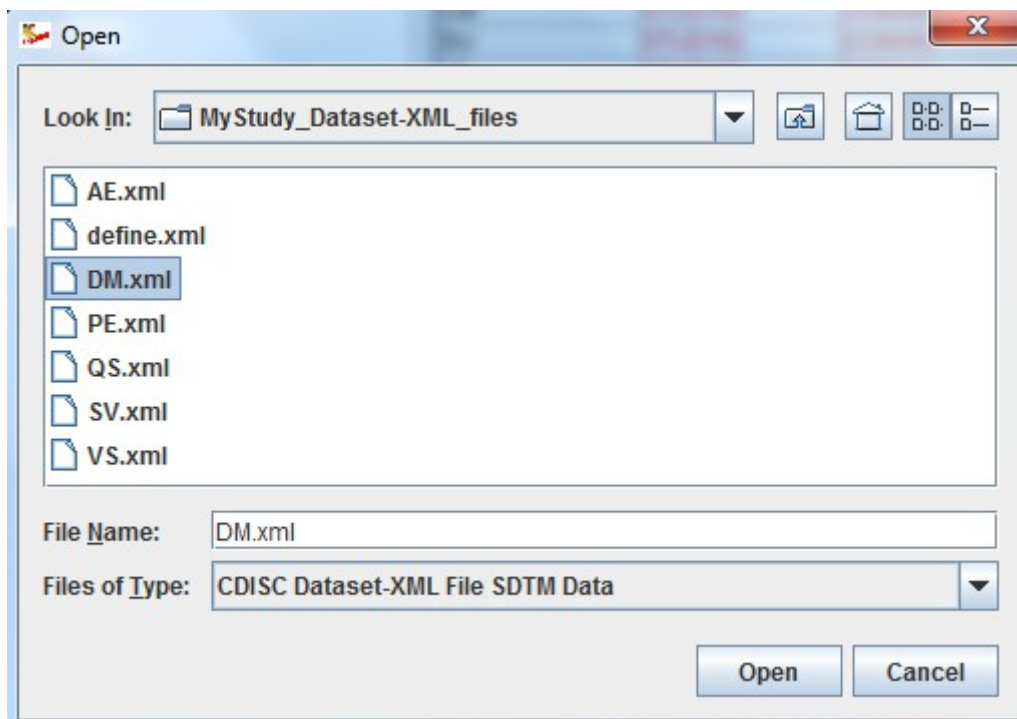 Open
Look In: MyStudy_Dataset-XML_files
AE.xml
define.xml
DM.xml
PE.xml
QS.xml
SV.xml
VS.xml
File Name: DM.xml
Files of Type: CDISC Dataset-XML File SDTM Data
Open Cancel